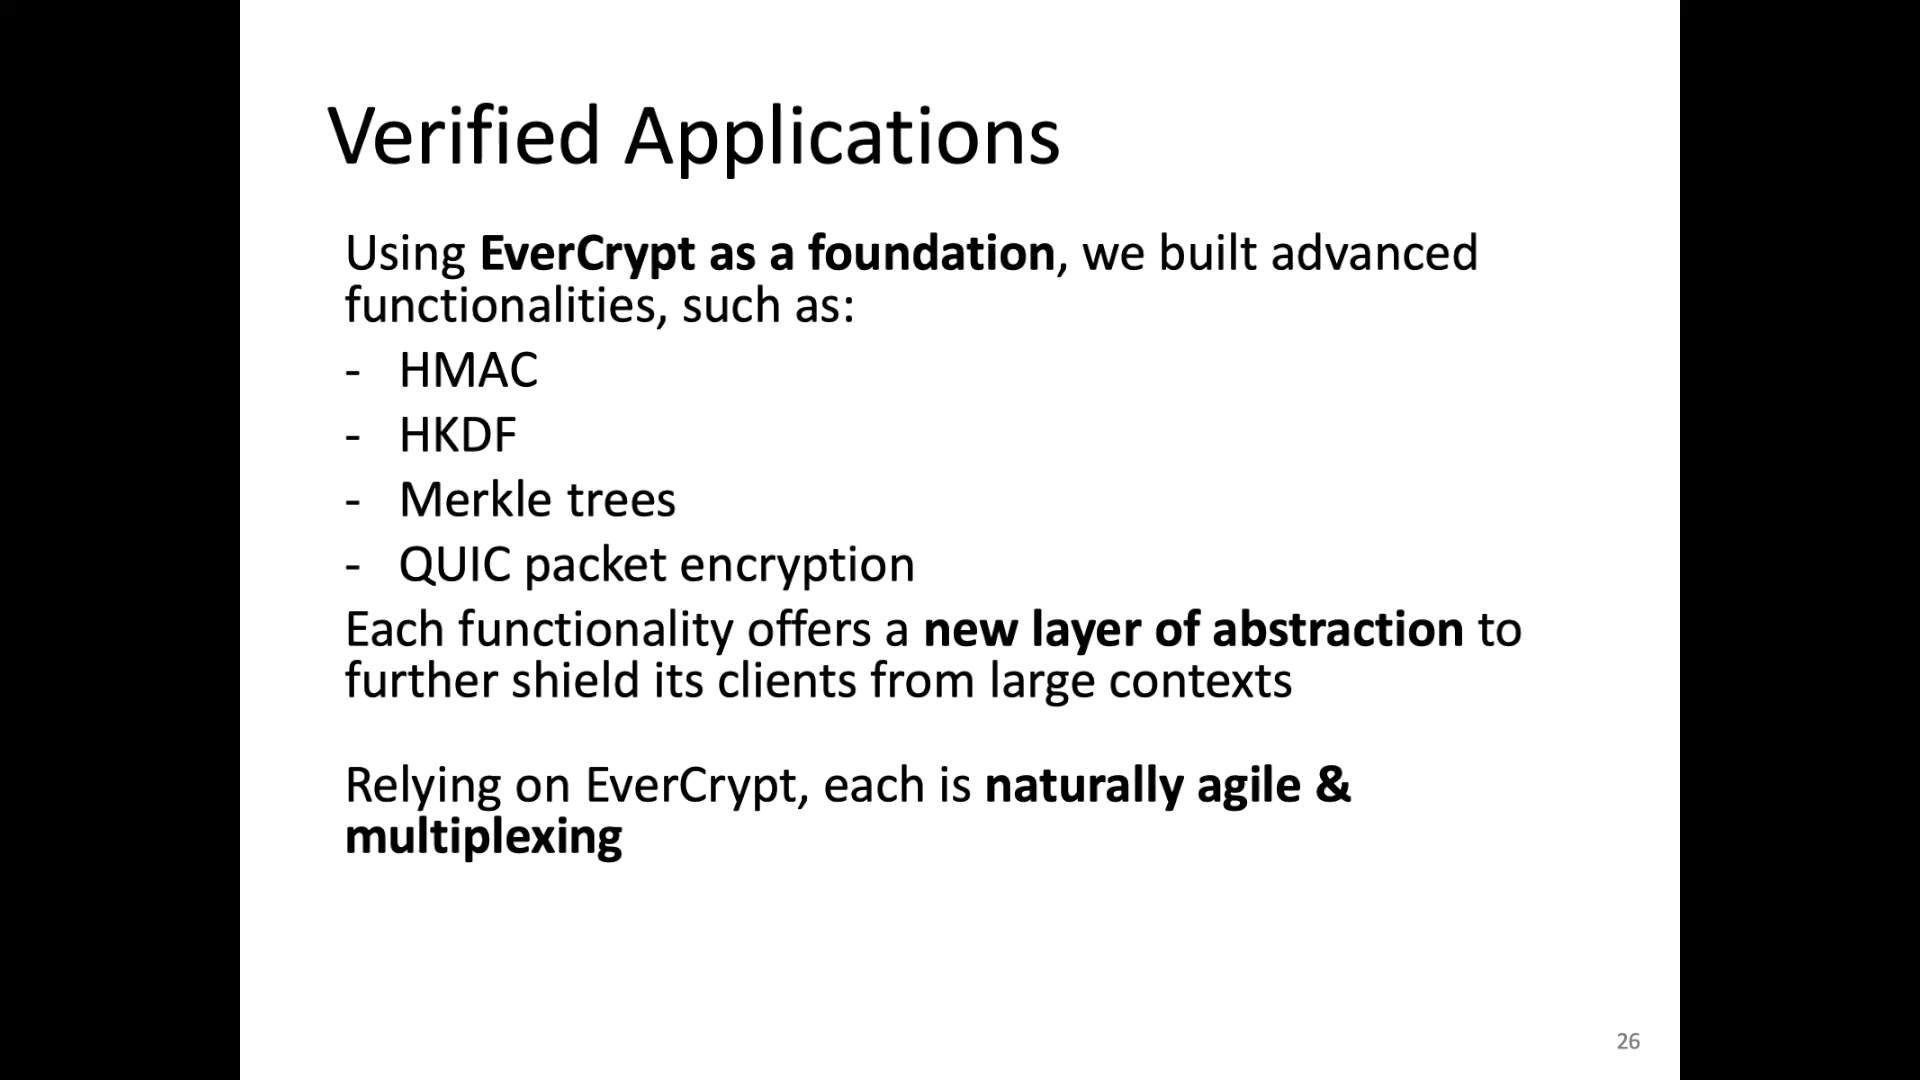 Verified Applications
Using EverCrypt as a foundation, we built advanced
functionalities, such as:
- HMAC
- HKDF
- Merkle trees
- QUIC packet encryption
Each functionality offers a new layer of abstraction to
further shield its clients from large contexts
Relying on EverCrypt, each is naturally agile &
multiplexing
26